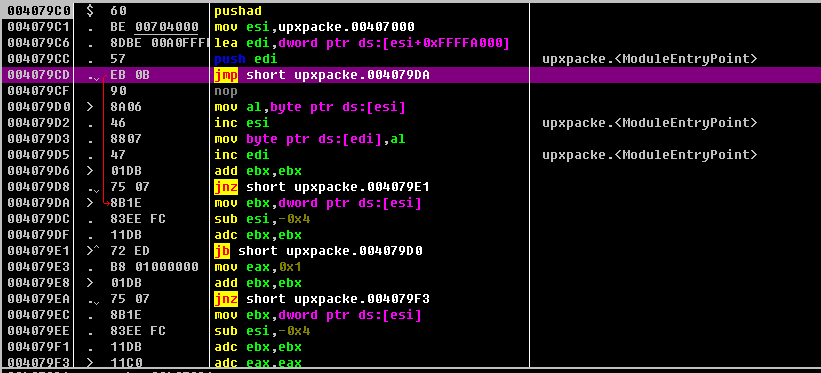 004079C0 $ 60 pushad
004079C1 . BE 00704000 mov esi,upxpacke.00407000
004079C6 . 8DBE 00A0FFFF lea edi,dword ptr ds:[esi+0xFFFFA000]
004079CC . 57 push edi upxpacke.<ModuleEntryPoint>
004079CD . EB 0B jmp short upxpacke.004079DA
004079CF 90 nop
004079D0 > 8A06 mov al,byte ptr ds:[esi]
004079D2 . 46 inc esi upxpacke.<ModuleEntryPoint>
004079D3 . 8807 mov byte ptr ds:[edi],al
004079D5 . 47 inc edi upxpacke.<ModuleEntryPoint>
004079D6 > 01DB add ebx,ebx
004079D8 . 75 07 jnz short upxpacke.004079E1
004079DA > 8B1E mov ebx,dword ptr ds:[esi]
004079DC . 83EE FC sub esi,-0x4
004079DF . 11DB adc ebx,ebx
004079E1 >^ 72 ED jb short upxpacke.004079D0
004079E3 . B8 01000000 mov eax,0x1
004079E8 > 01DB add ebx,ebx
004079EA . 75 07 jnz short upxpacke.004079F3
004079EC . 8B1E mov ebx,dword ptr ds:[esi]
004079EE . 83EE FC sub esi,-0x4
004079F1 . 11DB adc ebx,ebx
004079F3 > 11C0 adc eax,eax